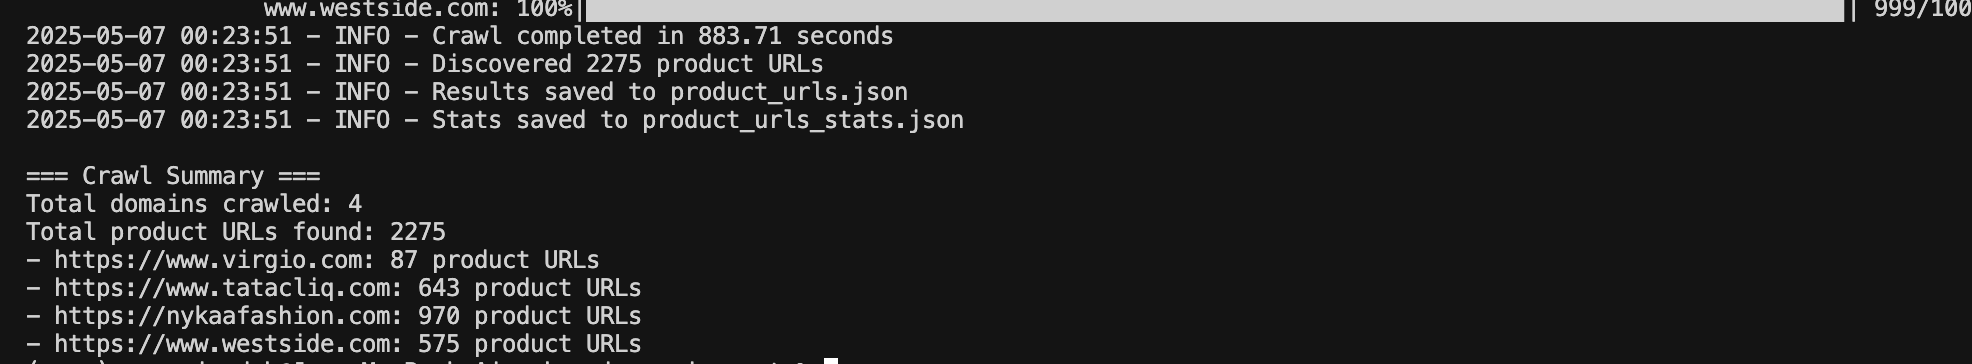 www.westside.com: 100%| | 999/100
2025-05-07 00:23:51 - INFO - Crawl completed in 883.71 seconds
2025-05-07 00:23:51 - INFO - Discovered 2275 product URLs
2025-05-07 00:23:51 - INFO - Results saved to product_urls.json
2025-05-07 00:23:51 - INFO - Stats saved to product_urls_stats.json
=== Crawl Summary ===
Total domains crawled: 4
Total product URLs found: 2275
- https://www.virgio.com: 87 product URLs
- https://www.tatacliq.com: 643 product URLs
- https://nykaafashion.com: 970 product URLs
- https://www.westside.com: 575 product URLs